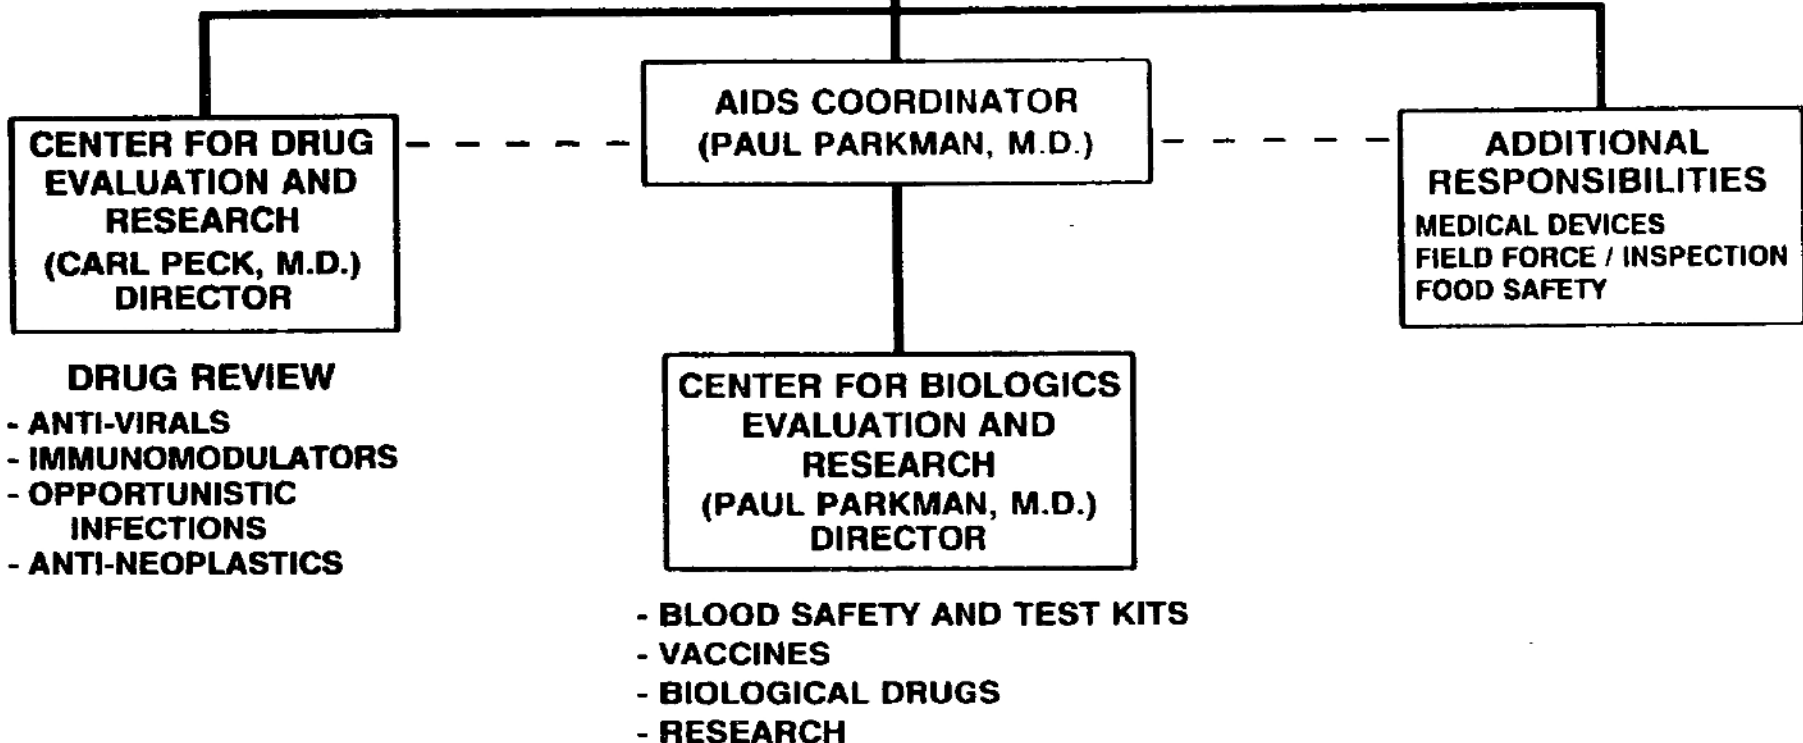 CENTER FOR DRUG
EVALUATION AND
RESEARCH
(CARL PECK, M.D.)
DIRECTOR
DRUG REVIEW
- ANTI-VIRALS
- IMMUNOMODULATORS
- OPPORTUNISTIC
INFECTIONS
- ANTI-NEOPLASTICS
AIDS COORDINATOR
(PAUL PARKMAN, M.D.)
CENTER FOR BIOLOGICS
EVALUATION AND
RESEARCH
(PAUL PARKMAN, M.D.)
DIRECTOR
- BLOOD SAFETY AND TEST KITS
- VACCINES
- BIOLOGICAL DRUGS
- RESEARCH
ADDITIONAL
RESPONSIBILITIES
MEDICAL DEVICES
FIELD FORCE / INSPECTION
FOOD SAFETY